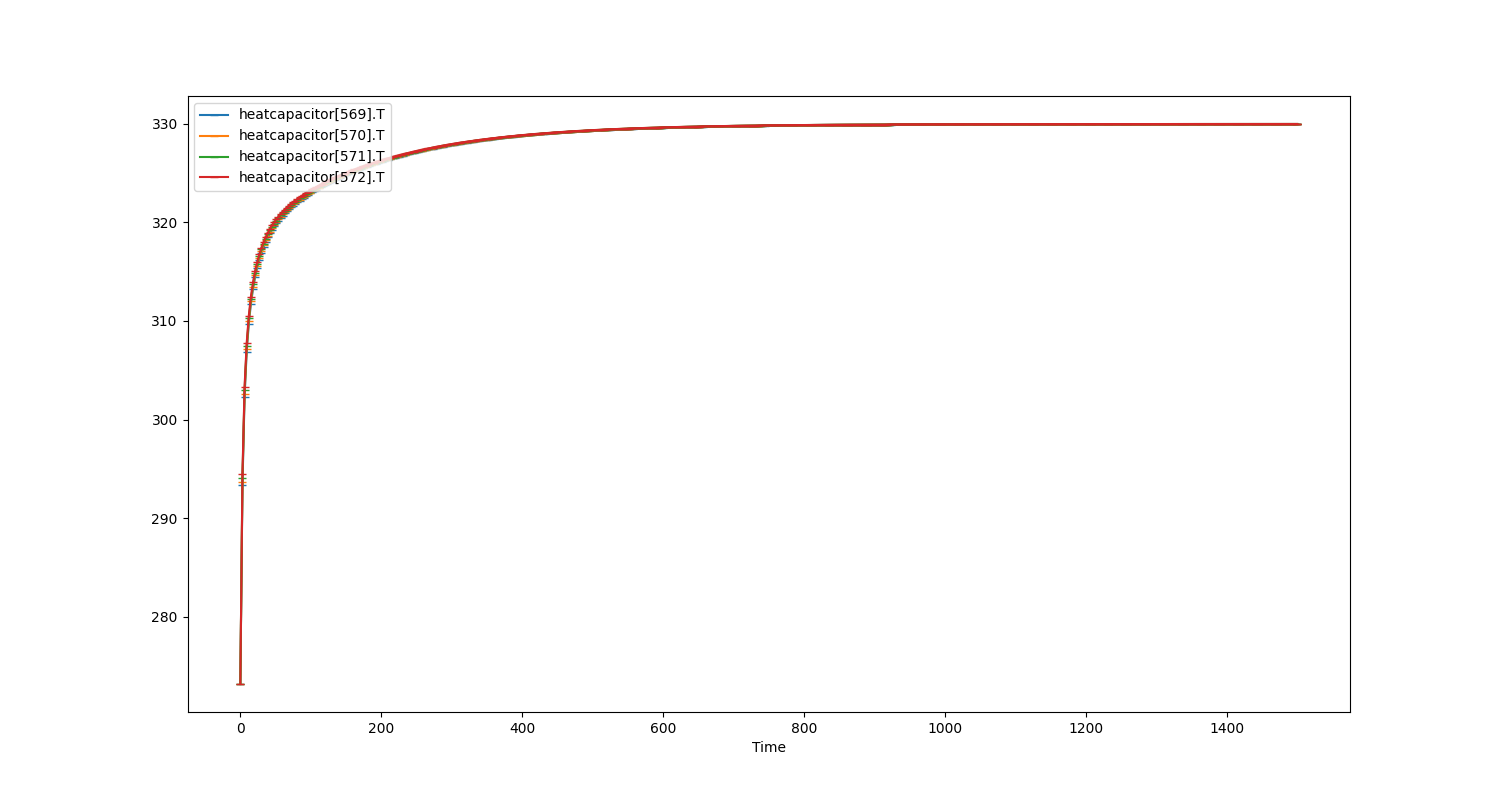 heatcapacitor[569].T
heatcapacitor[570].T
heatcapacitor[571].T
heatcapacitor[572].T
330
320
310
300
290
280
0 200 400 600 800 1000 1200 1400
Time